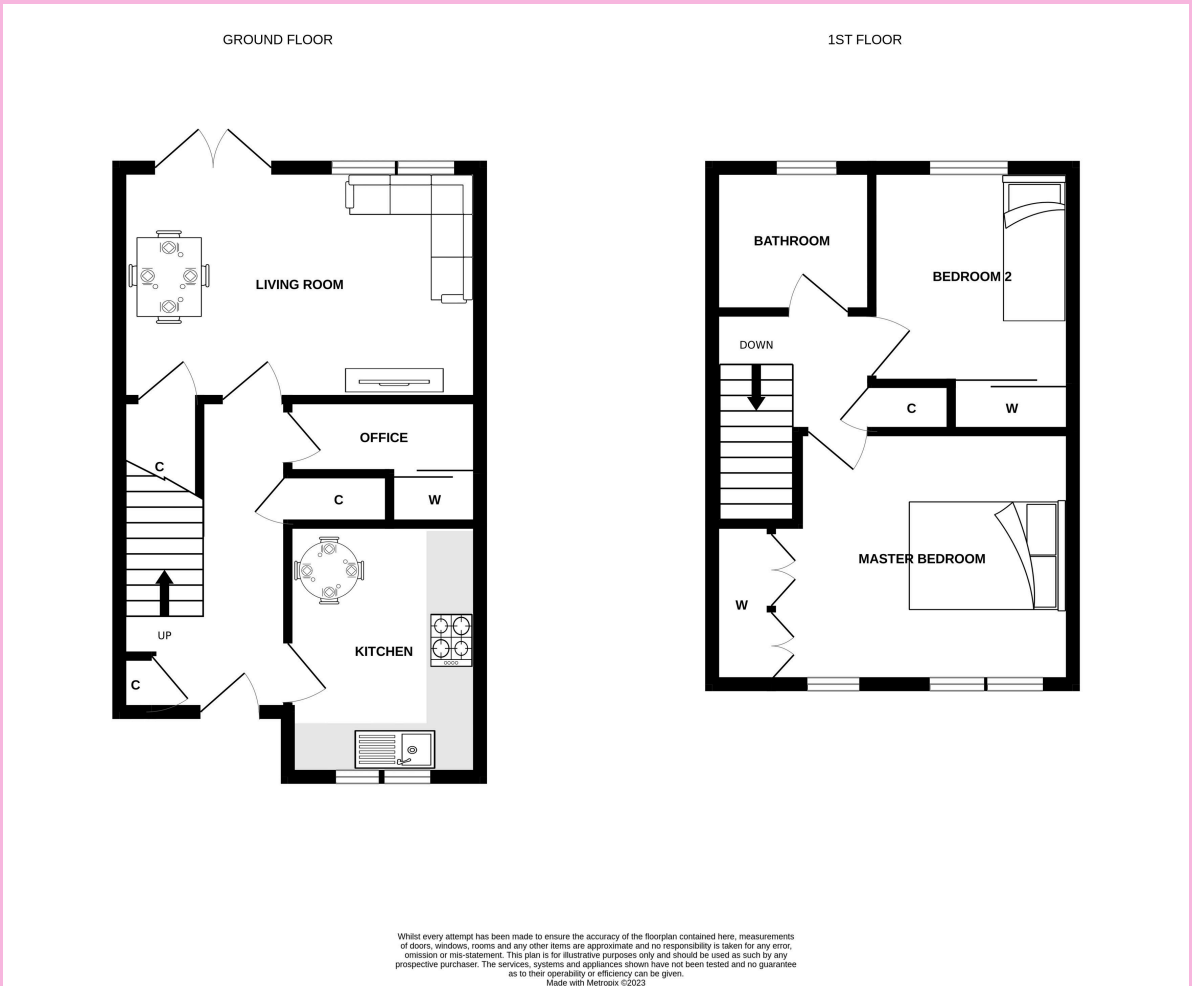 GROUND FLOOR
1ST FLOOR
LIVING ROOM
OFFICE
C
C
W
KITCHEN
UP
C
BATHROOM
BEDROOM 2
DOWN
C
W
MASTER BEDROOM
W
Whilst every attempt has been made to ensure the accuracy of the floorplan contained here, measurements
of doors, windows, rooms and any other items are approximate and no responsibility is taken for any error,
omission or mis-statement. This plan is for illustrative purposes only and should be used as such by any
prospective purchaser. The services, systems and appliances shown have not been tested and no guarantee
as to their operability or efficiency can be given.
Made with Metropix ©2023